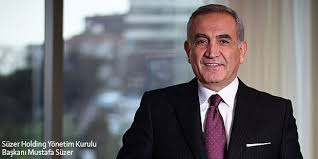 Süzer Holding Yönetim Kurulu
Başkanı Mustafa Süzer